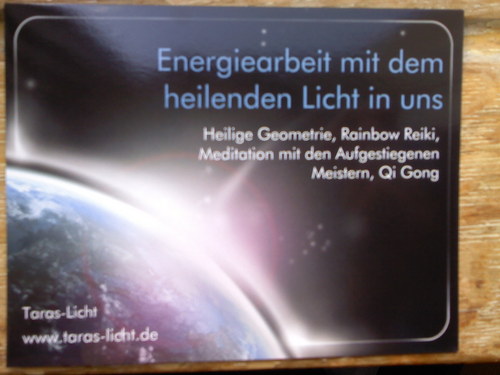 Energiearbeit mit dem
heilenden Licht in uns
Heilige Geometrie, Rainbow Reiki,
Meditation mit den Aufgestiegenen
Meistern, Qi Gong
Taras-Licht
www.taras-licht.de